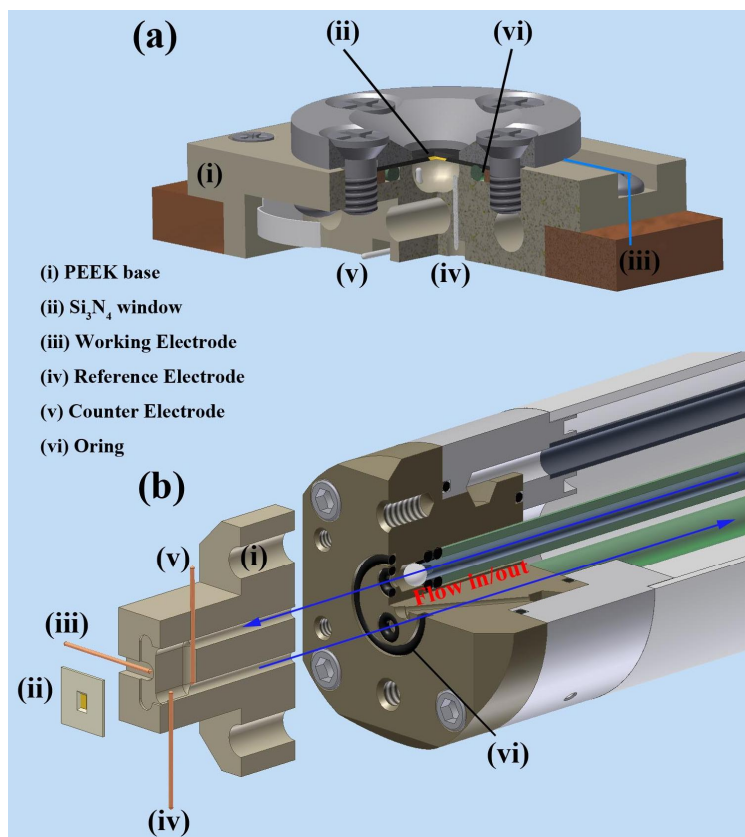 (a)
(ii)
(vi)
(i)
(iii)
(v)
(iv)
(i) PEEK base
(ii) Si₃N₄ window
(iii) Working Electrode
(iv) Reference Electrode
(v) Counter Electrode
(vi) Oring
(b)
(v)
(i)
Flow in/out
(iii)
(ii)
(vi)
(iv)